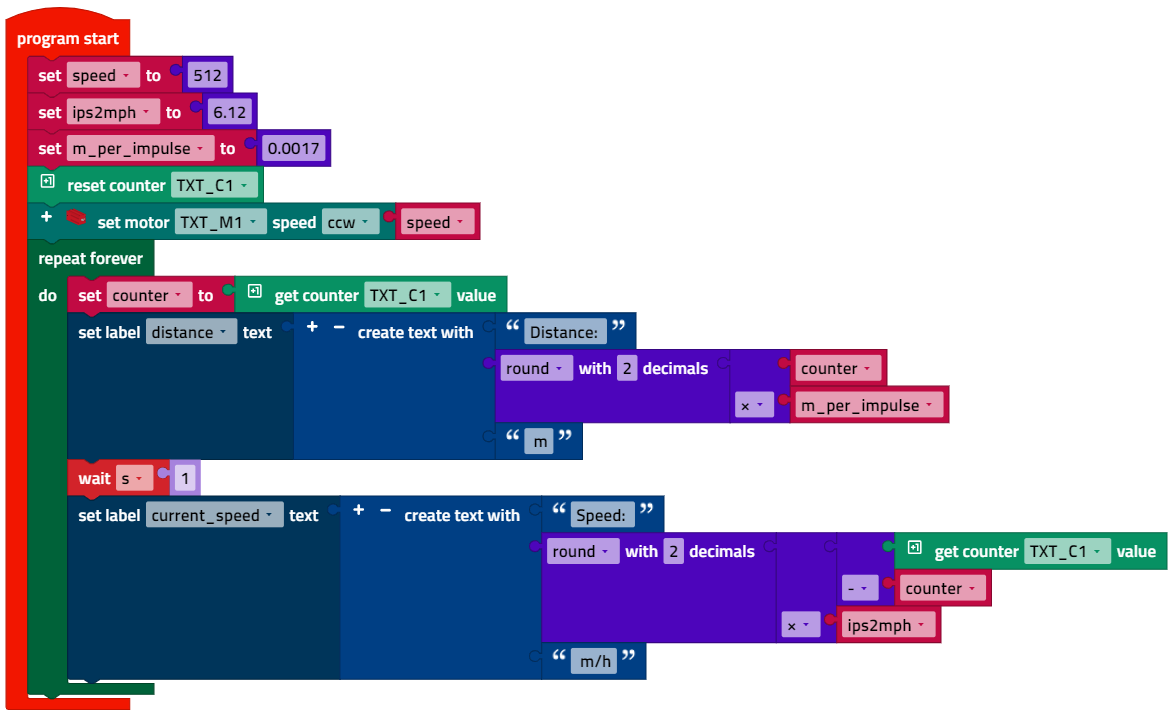 program start
set speed to 512
set ips2mph to 6.12
set m_per_impulse to 0.0017
reset counter TXT_C1
+ set motor TXT_M1 speed ccw speed
repeat forever
do set counter to get counter TXT_C1 value
set label distance text + − create text with “ Distance: ”
round with 2 decimals counter
× m_per_impulse
“ m ”
wait s 1
set label current_speed text + − create text with “ Speed: ”
round with 2 decimals get counter TXT_C1 value
- counter
× ips2mph
“ m/h ”